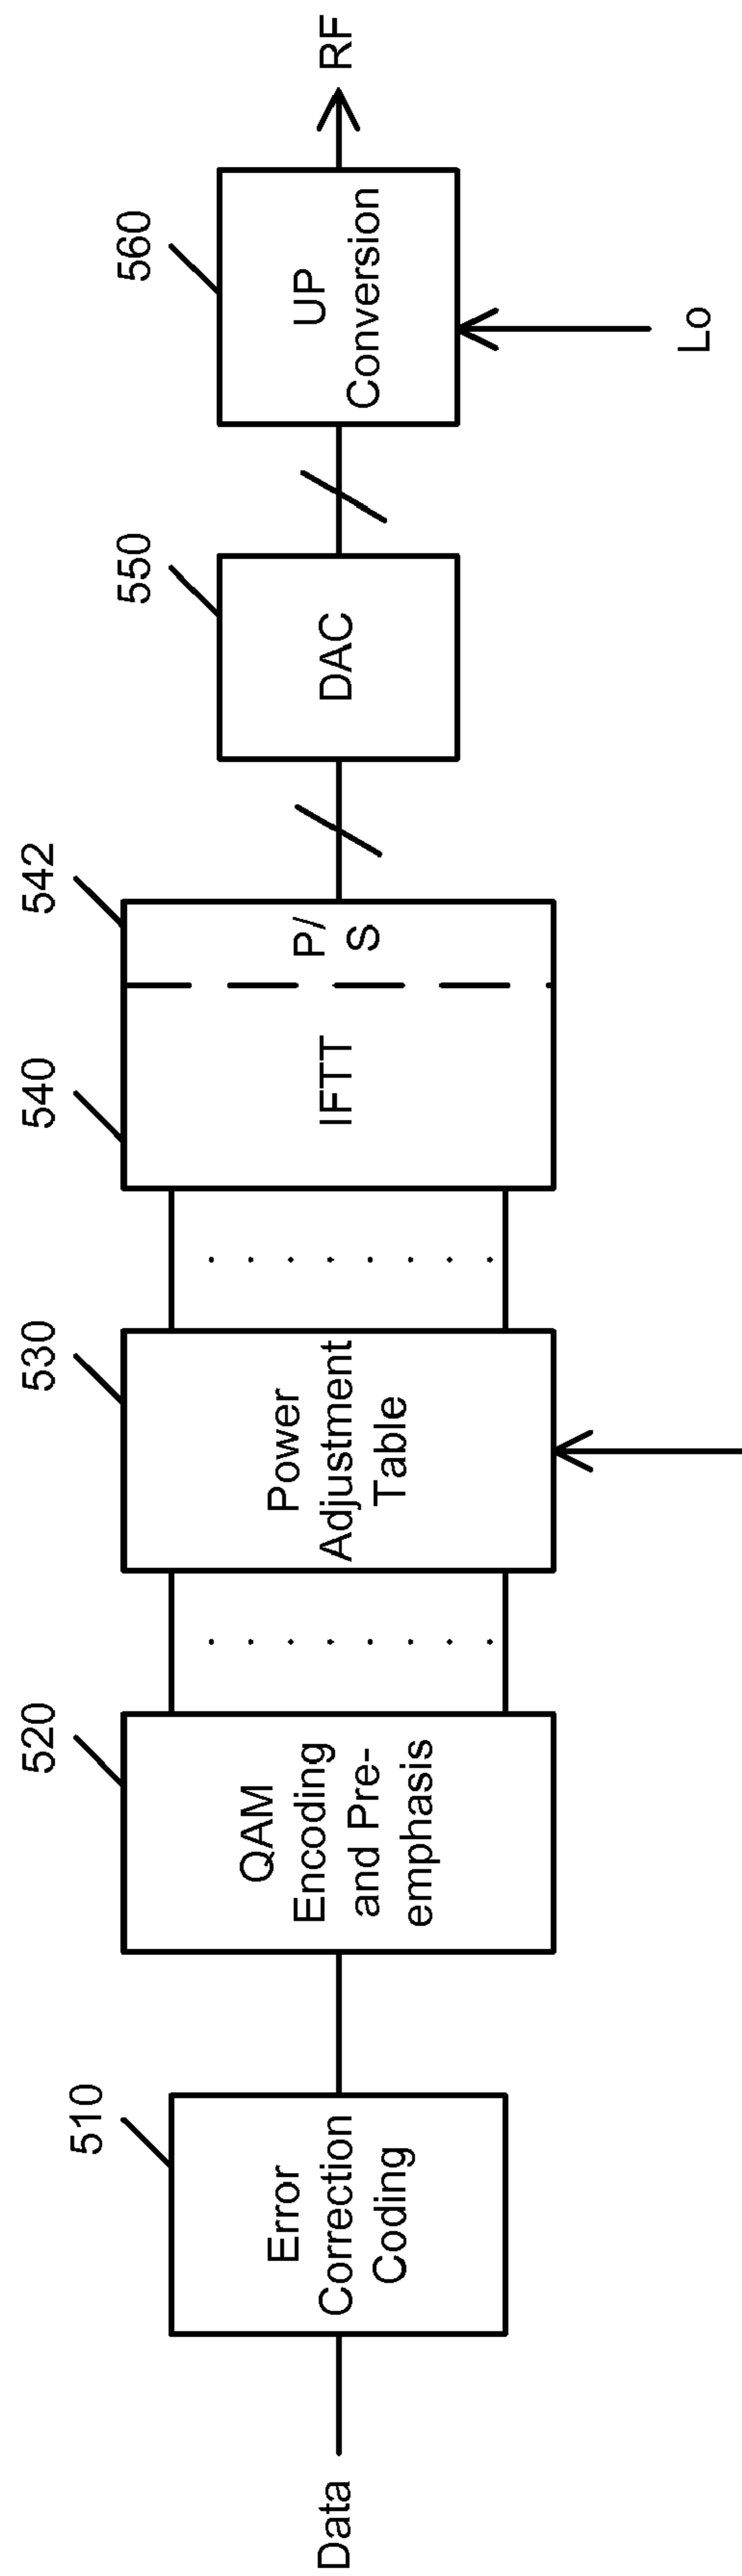 Data
510
Error
Correction
Coding
520
QAM
Encoding
and Pre-
emphasis
530
Power
Adjustment
Table
540
IFTT
542
P/
S
550
DAC
560
UP
Conversion
RF
Lo